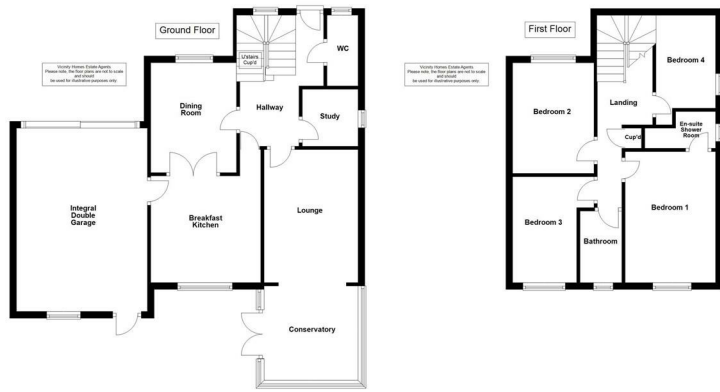 Ground Floor
Vicinity Homes Estate Agents.
Please note, the floor plans are not to scale
and should
be used for illustrative purposes only.
U/stairs
Cup'd
WC
Dining
Room
Hallway
Study
Integral
Double
Garage
Breakfast
Kitchen
Lounge
Conservatory
First Floor
Vicinity Homes Estate Agents.
Please note, the floor plans are not to scale
and should
be used for illustrative purposes only.
Bedroom 4
Bedroom 2
Landing
Cup'd
En-suite
Shower
Room
Bedroom 3
Bathroom
Bedroom 1